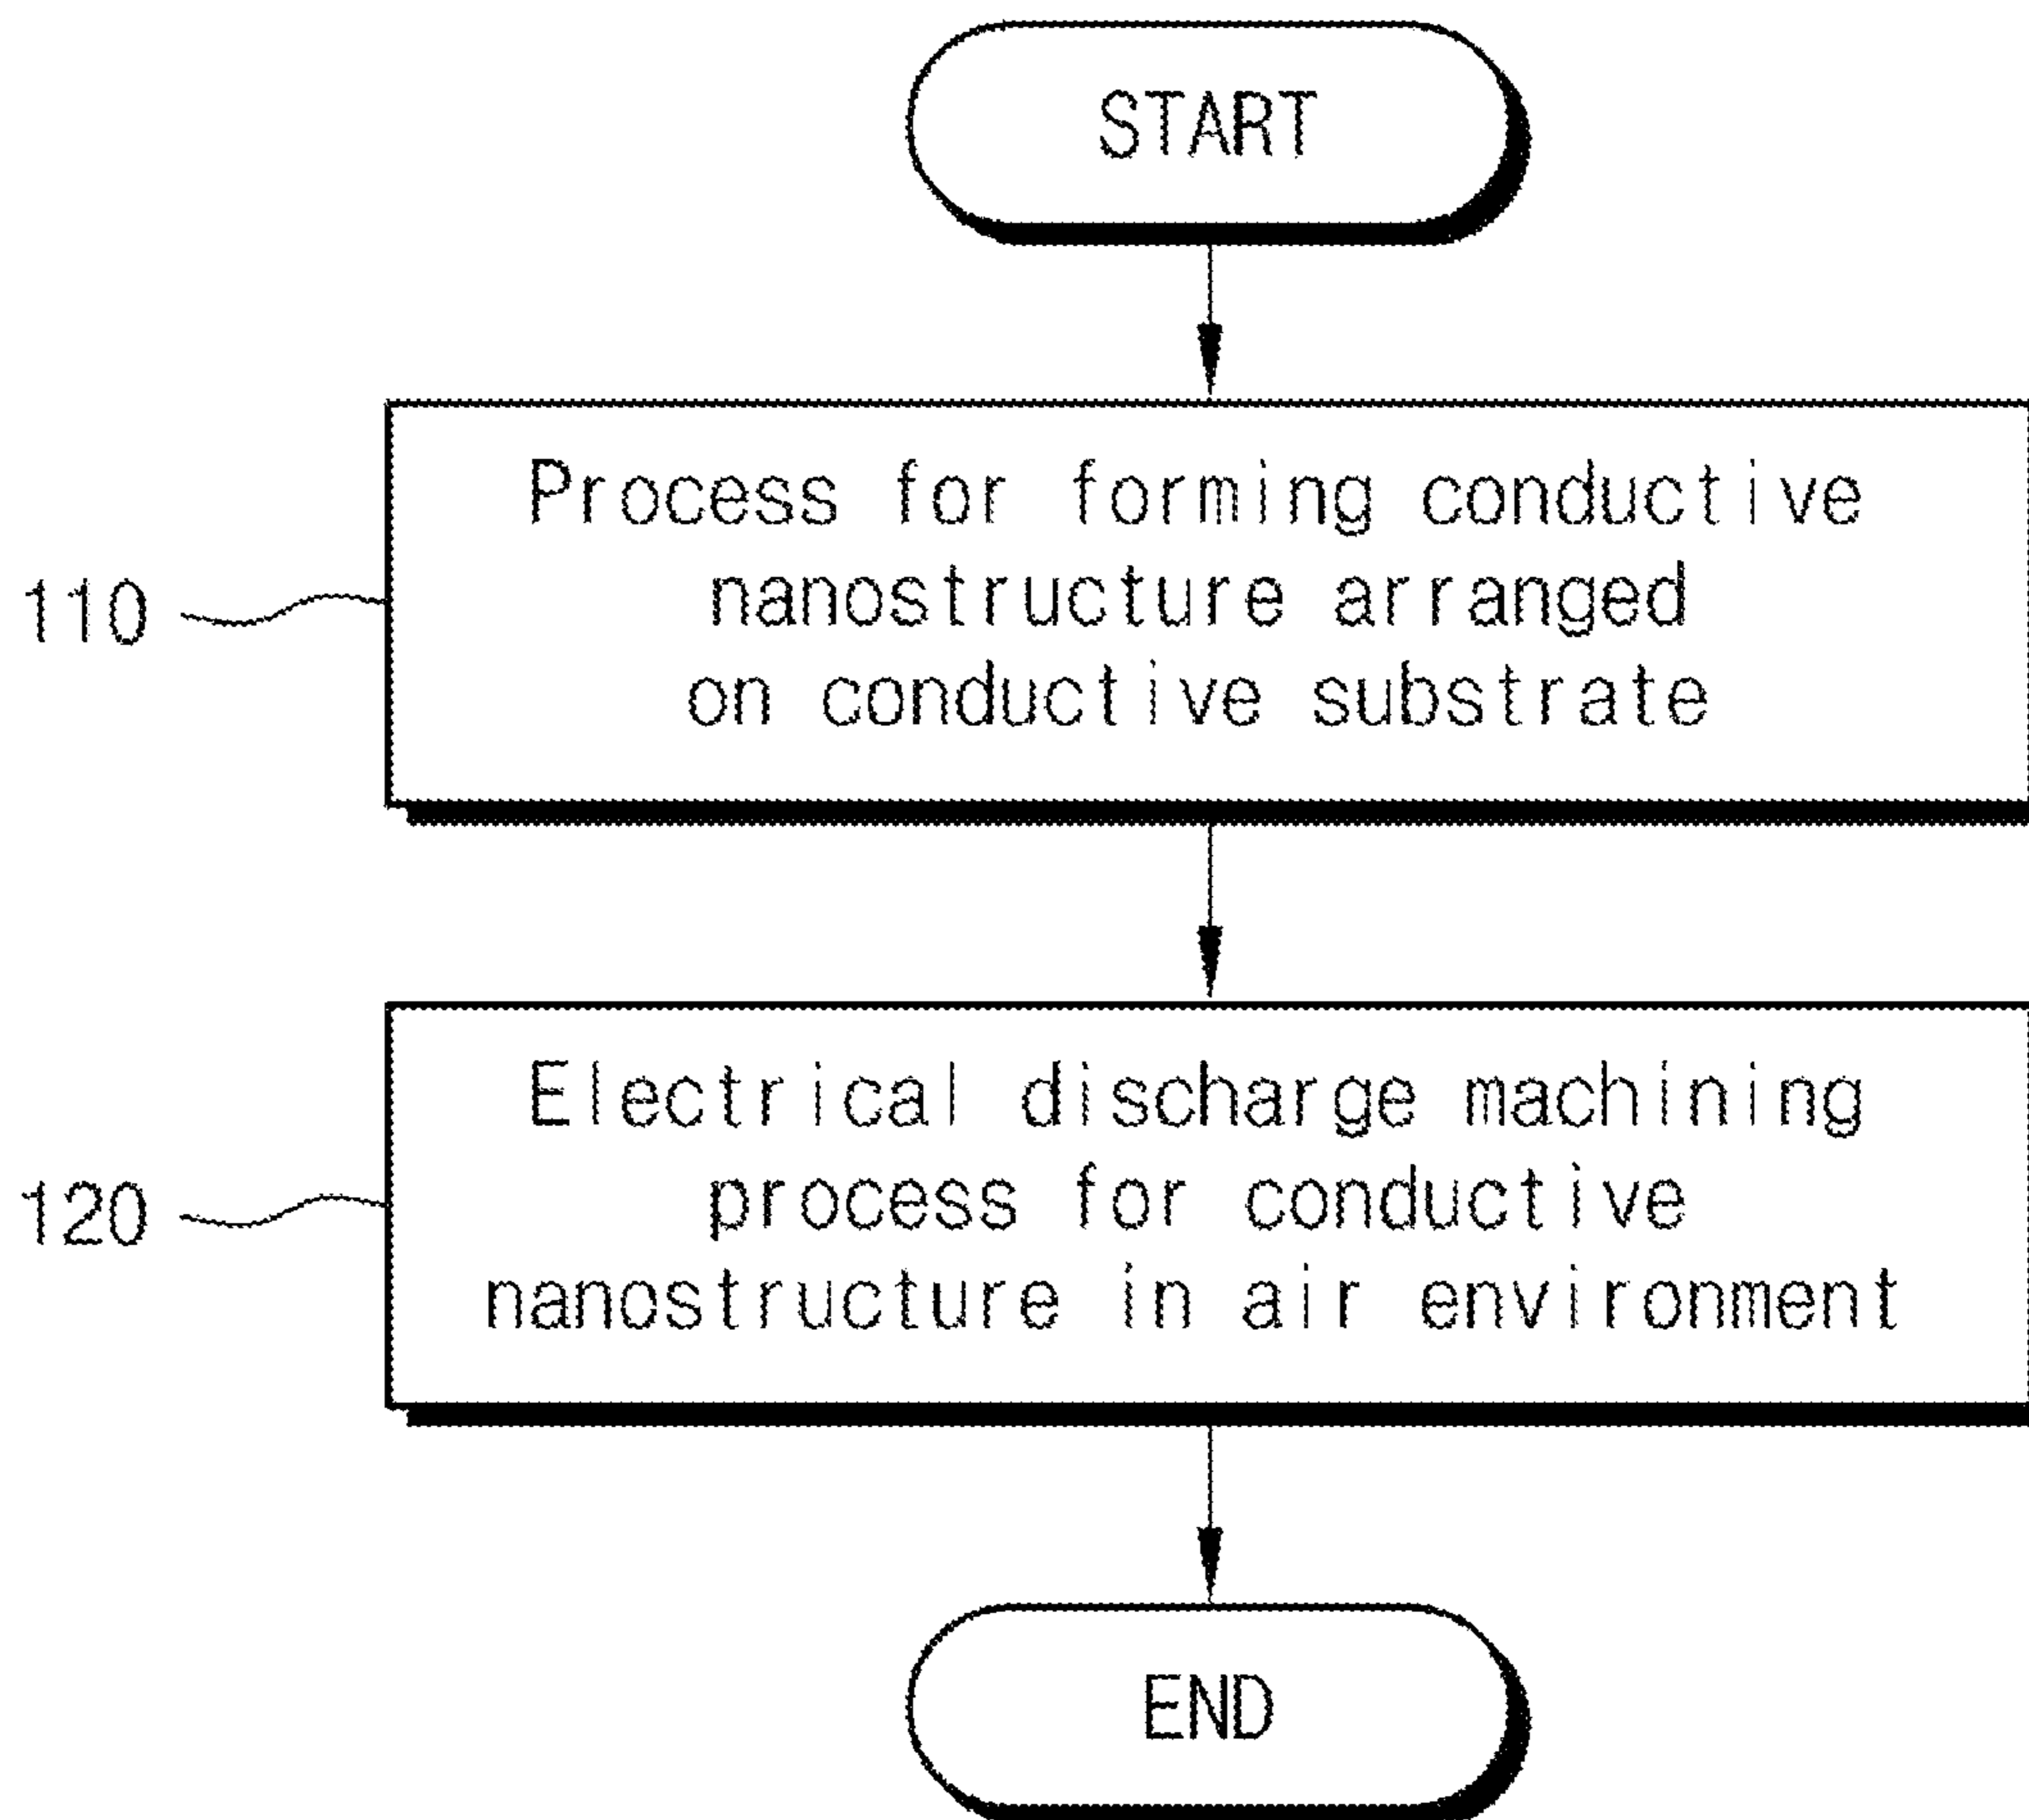 START
Process for forming conductive
nanostructure arranged
on conductive substrate
110
Electrical discharge machining
process for conductive
nanostructure in air environment
120
END